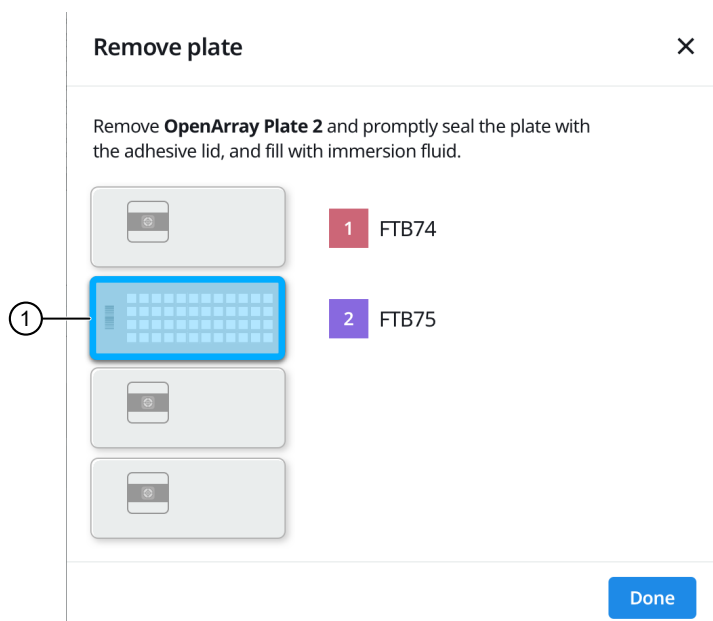 Remove plate
Remove OpenArray Plate 2 and promptly seal the plate with
the adhesive lid, and fill with immersion fluid.
1 FTB74
1
2 FTB75
Done